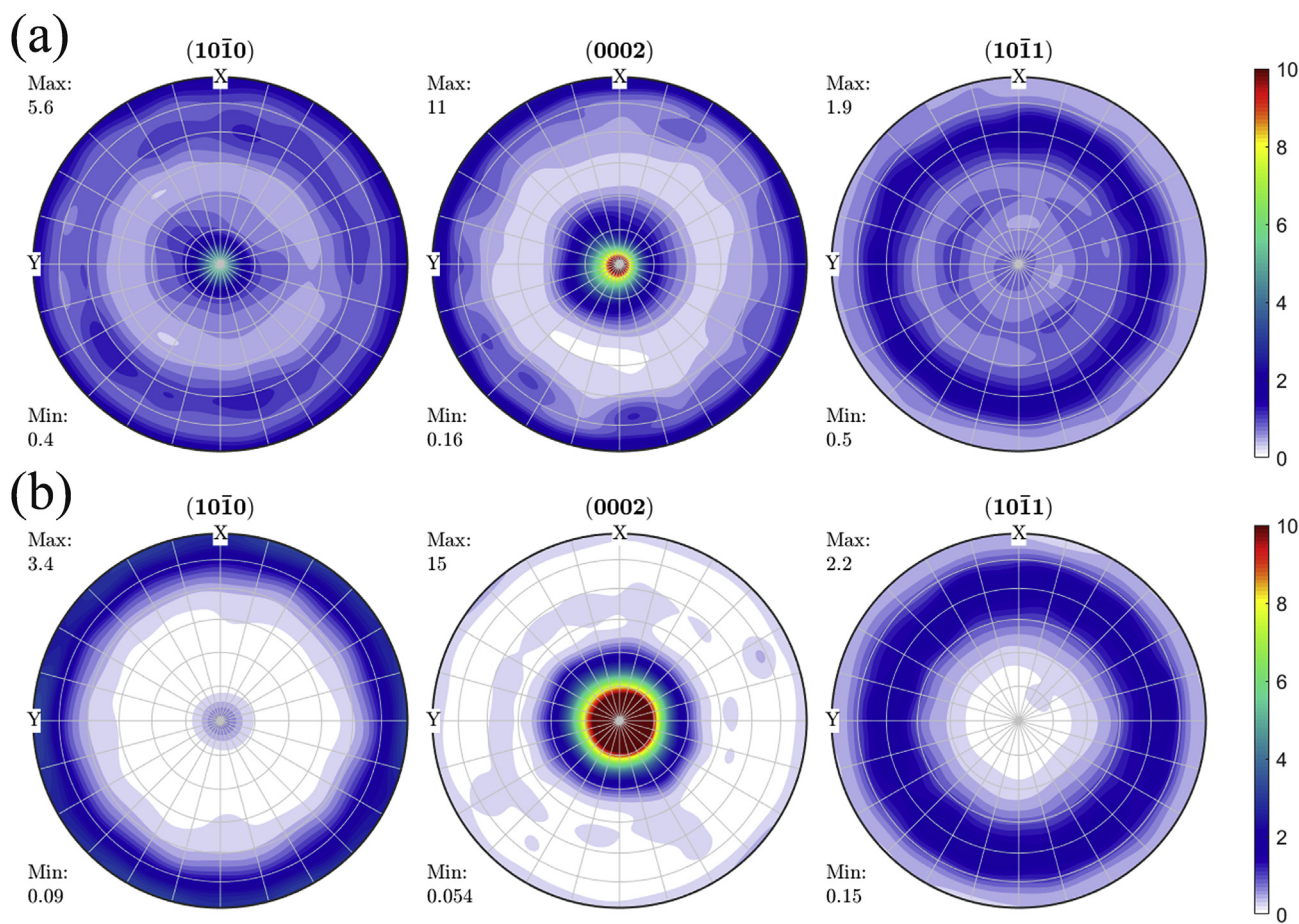 (a)
(101̄0)
(0002)
(101̄1)
X
X
X
Max:
5.6
Max:
11
Max:
1.9
10
8
6
4
2
0
Y
Y
Y
Min:
0.4
Min:
0.16
Min:
0.5
(b)
(101̄0)
(0002)
(101̄1)
X
X
X
Max:
3.4
Max:
15
Max:
2.2
10
8
6
4
2
0
Y
Y
Y
Min:
0.09
Min:
0.054
Min:
0.15